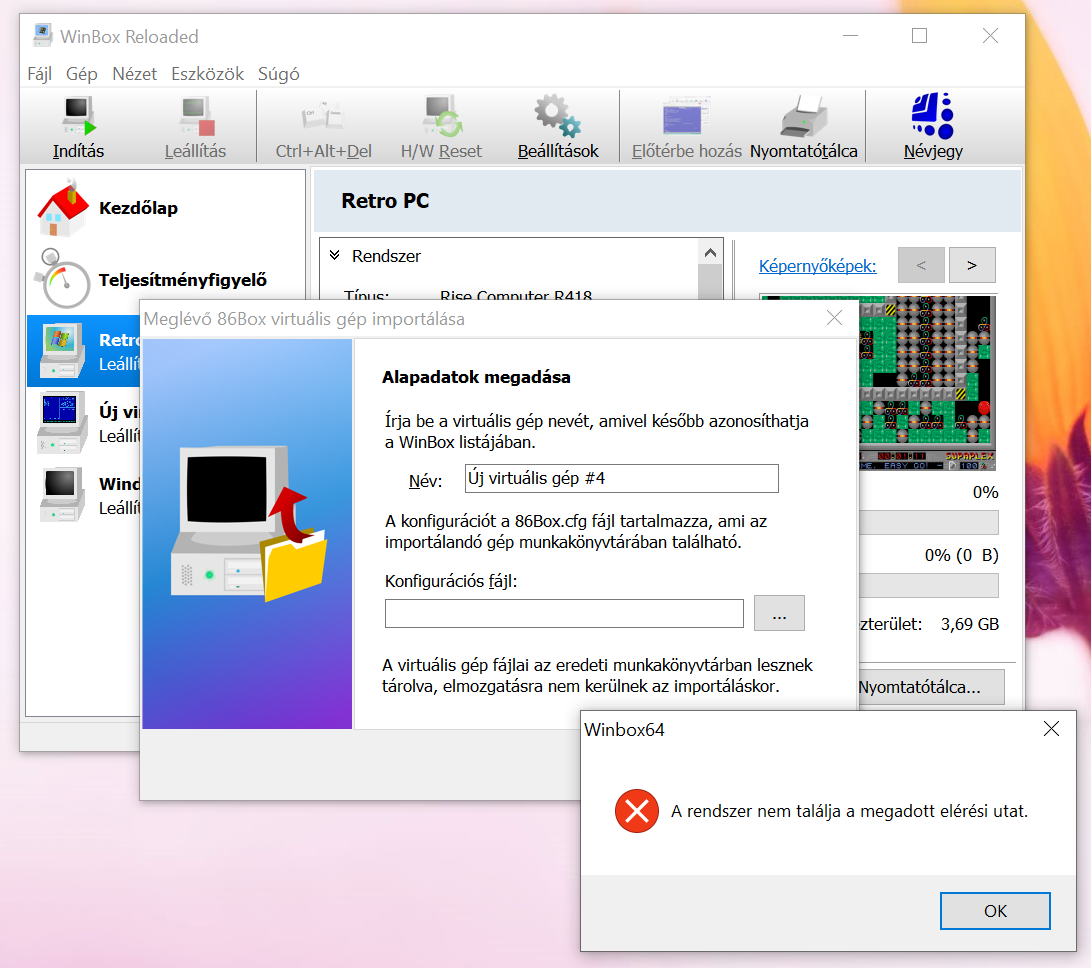 WinBox Reloaded
Fájl Gép Nézet Eszközök Súgó
Indítás Leállítás Ctrl+Alt+Del H/W Reset Beállítások Előtérbe hozás Nyomtatótálca Névjegy
Kezdőlap
Teljesítményfigyelő
Retro
Leállít
Új vi
Leállít
Wind
Leállít
Retro PC
Rendszer
Típus: Rise Computer R418
Képernyőképek: < >
0%
0% (0 B)
zterület: 3,69 GB
Nyomtatótálca...
Meglévő 86Box virtuális gép importálása
Alapadatok megadása
Írja be a virtuális gép nevét, amivel később azonosíthatja
a WinBox listájában.
Név: Új virtuális gép #4
A konfigurációt a 86Box.cfg fájl tartalmazza, ami az
importálandó gép munkakönyvtárában található.
Konfigurációs fájl:
...
A virtuális gép fájlai az eredeti munkakönyvtárban lesznek
tárolva, elmozgatásra nem kerülnek az importáláskor.
Winbox64
A rendszer nem találja a megadott elérési utat.
OK